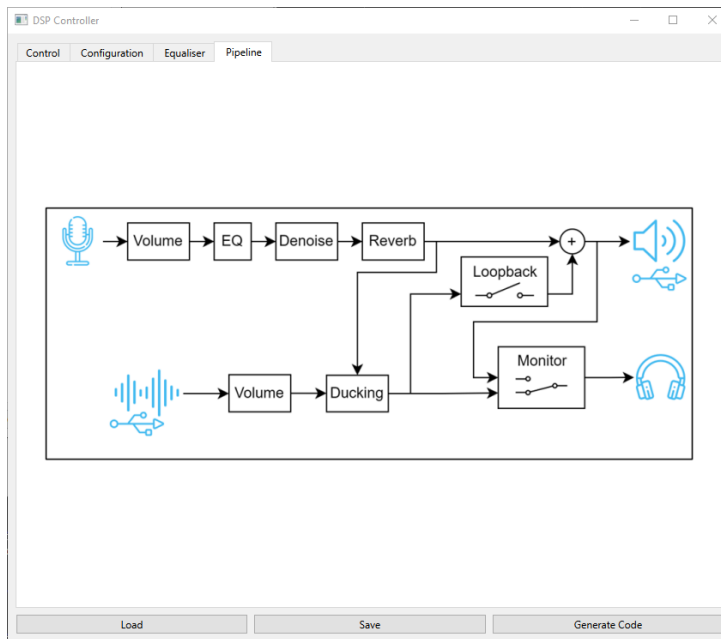 DSP Controller
Control Configuration Equaliser Pipeline
Volume EQ Denoise Reverb +
Loopback
Monitor
Volume Ducking
Load Save Generate Code